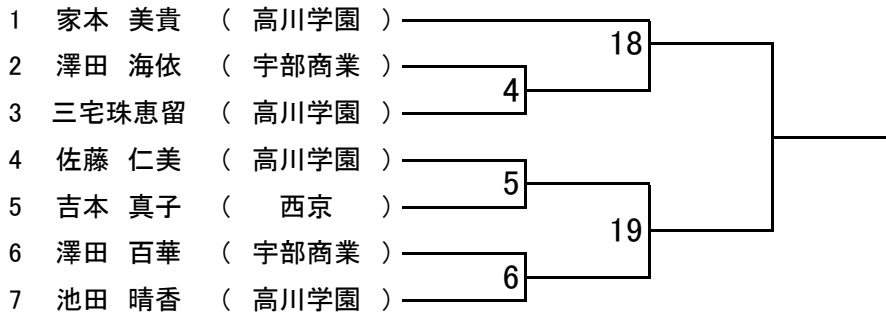 1 家本 美貴 ( 高川学園 )
18
2 澤田 海依 ( 宇部商業 )
4
3 三宅珠恵留 ( 高川学園 )
4 佐藤 仁美 ( 高川学園 )
5
5 吉本 真子 ( 西京 )
19
6 澤田 百華 ( 宇部商業 )
6
7 池田 晴香 ( 高川学園 )